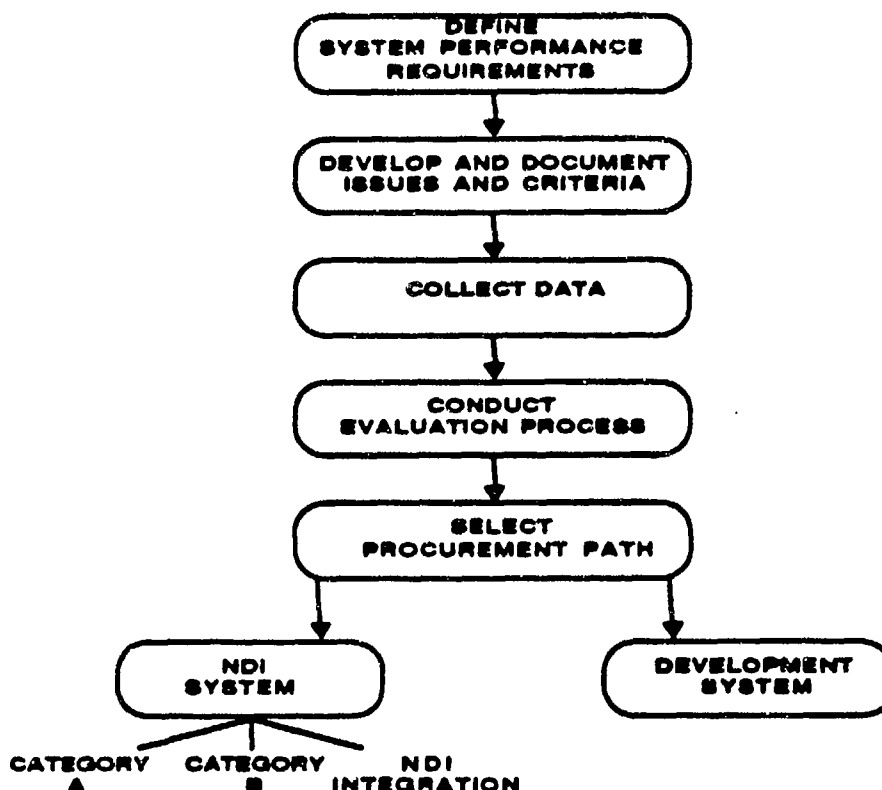 DEFINE
SYSTEM PERFORMANCE
REQUIREMENTS
DEVELOP AND DOCUMENT
ISSUES AND CRITERIA
COLLECT DATA
CONDUCT
EVALUATION PROCESS
SELECT
PROCUREMENT PATH
NDI
SYSTEM
DEVELOPMENT
SYSTEM
CATEGORY
A
CATEGORY
B
NDI
INTEGRATION